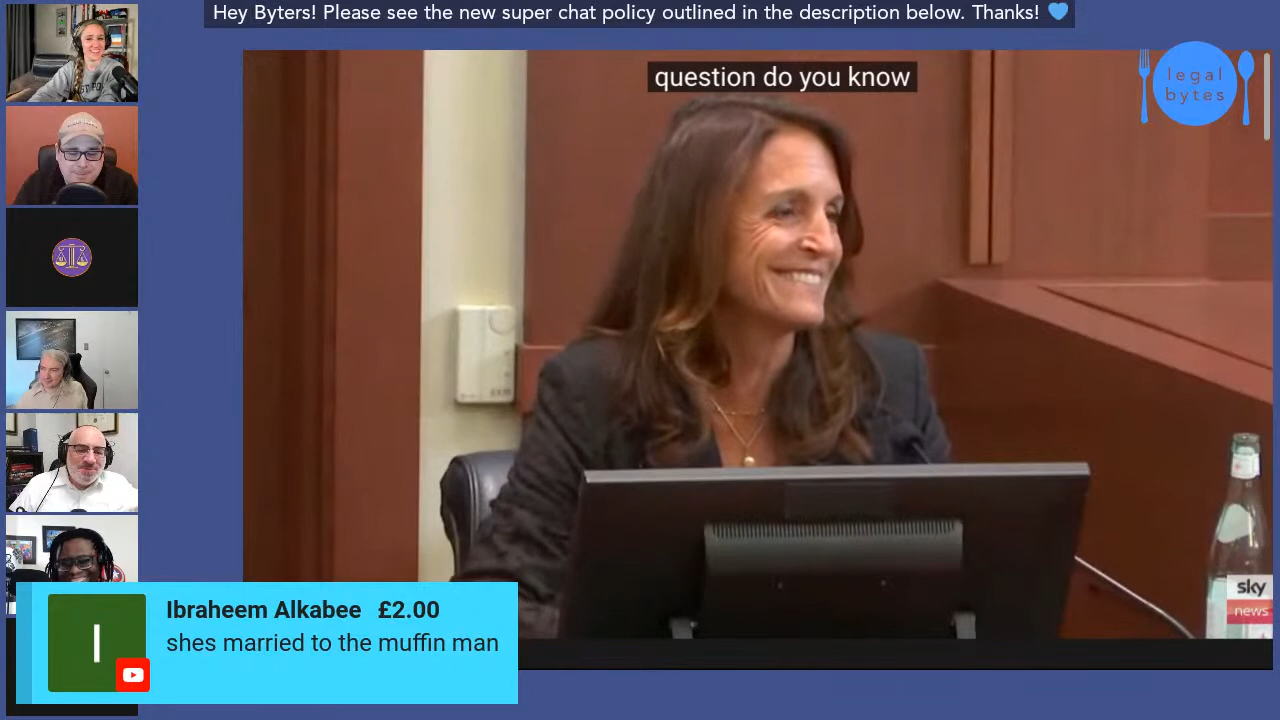 Hey Byters! Please see the new super chat policy outlined in the description below. Thanks! 💙
question do you know
legal
bytes
Ibraheem Alkabee £2.00
I
shes married to the muffin man
sky
news